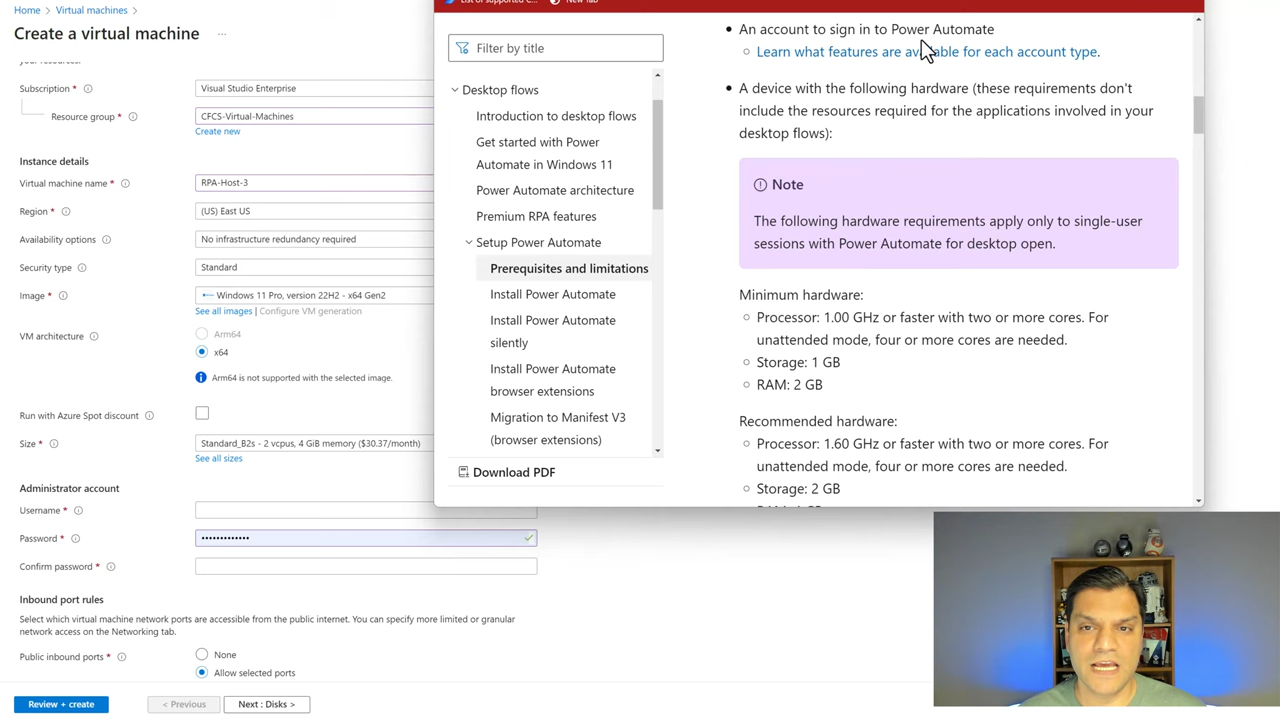 Home > Virtual machines >
Create a virtual machine ...
Subscription *
Visual Studio Enterprise
Resource group *
CFCS-Virtual-Machines
Create new
Instance details
Virtual machine name *
RPA-Host-3
Region *
(US) East US
Availability options
No infrastructure redundancy required
Security type
Standard
Image *
Windows 11 Pro, version 22H2 - x64 Gen2
See all images | Configure VM generation
VM architecture
Arm64
x64
Arm64 is not supported with the selected image.
Run with Azure Spot discount
Size *
Standard_B2s - 2 vcpus, 4 GiB memory ($30.37/month)
See all sizes
Administrator account
Username *
Password *
Confirm password *
Inbound port rules
Select which virtual machine network ports are accessible from the public internet. You can specify more limited or granular
network access on the Networking tab.
Public inbound ports *
None
Allow selected ports
Review + create
< Previous
Next : Disks >
New Tab
Filter by title
Desktop flows
Introduction to desktop flows
Get started with Power
Automate in Windows 11
Power Automate architecture
Premium RPA features
Setup Power Automate
Prerequisites and limitations
Install Power Automate
Install Power Automate
silently
Install Power Automate
browser extensions
Migration to Manifest V3
(browser extensions)
Download PDF
An account to sign in to Power Automate
Learn what features are available for each account type.
A device with the following hardware (these requirements don't
include the resources required for the applications involved in your
desktop flows):
Note
The following hardware requirements apply only to single-user
sessions with Power Automate for desktop open.
Minimum hardware:
Processor: 1.00 GHz or faster with two or more cores. For
unattended mode, four or more cores are needed.
Storage: 1 GB
RAM: 2 GB
Recommended hardware:
Processor: 1.60 GHz or faster with two or more cores. For
unattended mode, four or more cores are needed.
Storage: 2 GB